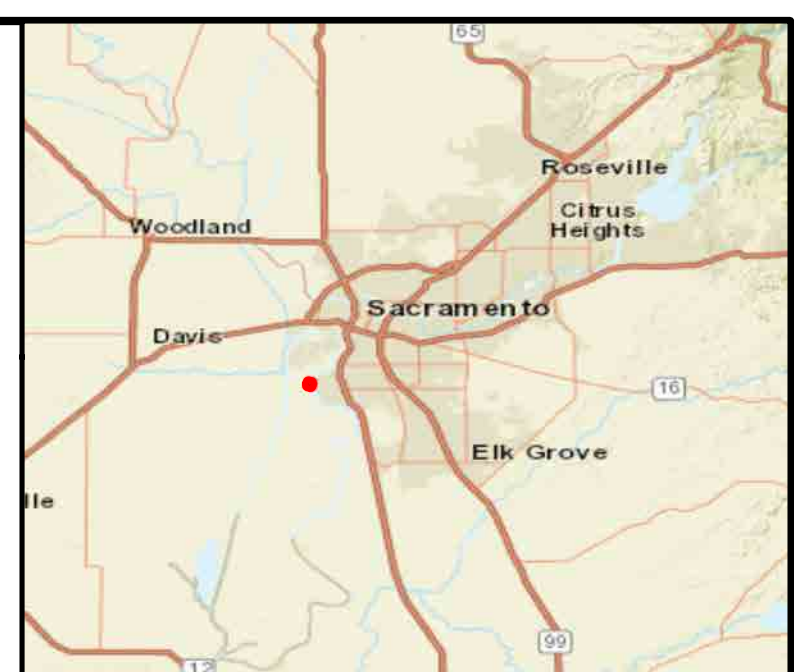 65
Roseville
Citrus
Heights
Woodland
Sacramento
Davis
16
Elk Grove
lle
99
12